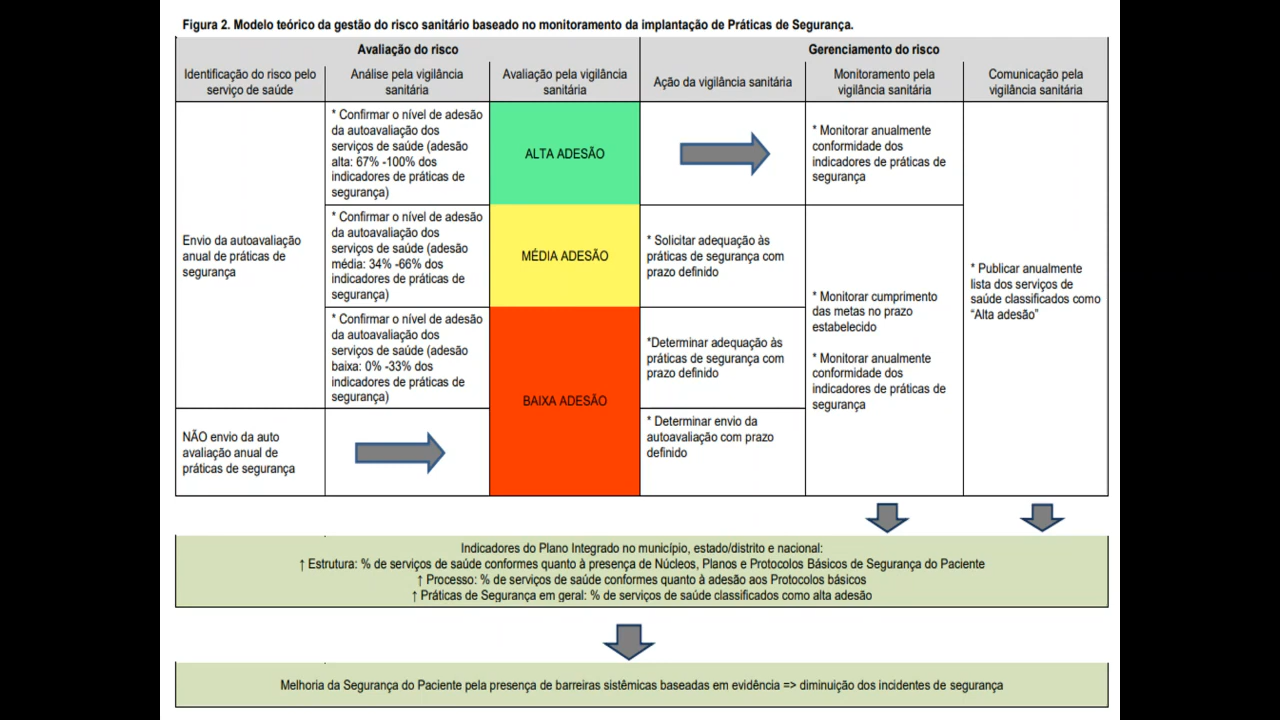 Figura 2. Modelo teórico da gestão do risco sanitário baseado no monitoramento da implantação de Práticas de Segurança.
Avaliação do risco
Gerenciamento do risco
Identificação do risco pelo
serviço de saúde
Análise pela vigilância
sanitária
Avaliação pela vigilância
sanitária
Ação da vigilância sanitária
Monitoramento pela
vigilância sanitária
Comunicação pela
vigilância sanitária
Envio da autoavaliação
anual de práticas de
segurança
* Confirmar o nível de adesão
da autoavaliação dos
serviços de saúde (adesão
alta: 67% -100% dos
indicadores de práticas de
segurança)
ALTA ADESÃO
* Monitorar anualmente
conformidade dos
indicadores de práticas de
segurança
* Confirmar o nível de adesão
da autoavaliação dos
serviços de saúde (adesão
média: 34% -66% dos
indicadores de práticas de
segurança)
MÉDIA ADESÃO
* Solicitar adequação às
práticas de segurança com
prazo definido
* Monitorar cumprimento
das metas no prazo
estabelecido
* Monitorar anualmente
conformidade dos
indicadores de práticas de
segurança
* Publicar anualmente
lista dos serviços de
saúde classificados como
“Alta adesão”
* Confirmar o nível de adesão
da autoavaliação dos
serviços de saúde (adesão
baixa: 0% -33% dos
indicadores de práticas de
segurança)
BAIXA ADESÃO
*Determinar adequação às
práticas de segurança com
prazo definido
NÃO envio da auto
avaliação anual de
práticas de segurança
* Determinar envio da
autoavaliação com prazo
definido
Indicadores do Plano Integrado no município, estado/distrito e nacional:
↑ Estrutura: % de serviços de saúde conformes quanto à presença de Núcleos, Planos e Protocolos Básicos de Segurança do Paciente
↑ Processo: % de serviços de saúde conformes quanto à adesão aos Protocolos básicos
↑ Práticas de Segurança em geral: % de serviços de saúde classificados como alta adesão
Melhoria da Segurança do Paciente pela presença de barreiras sistêmicas baseadas em evidência => diminuição dos incidentes de segurança